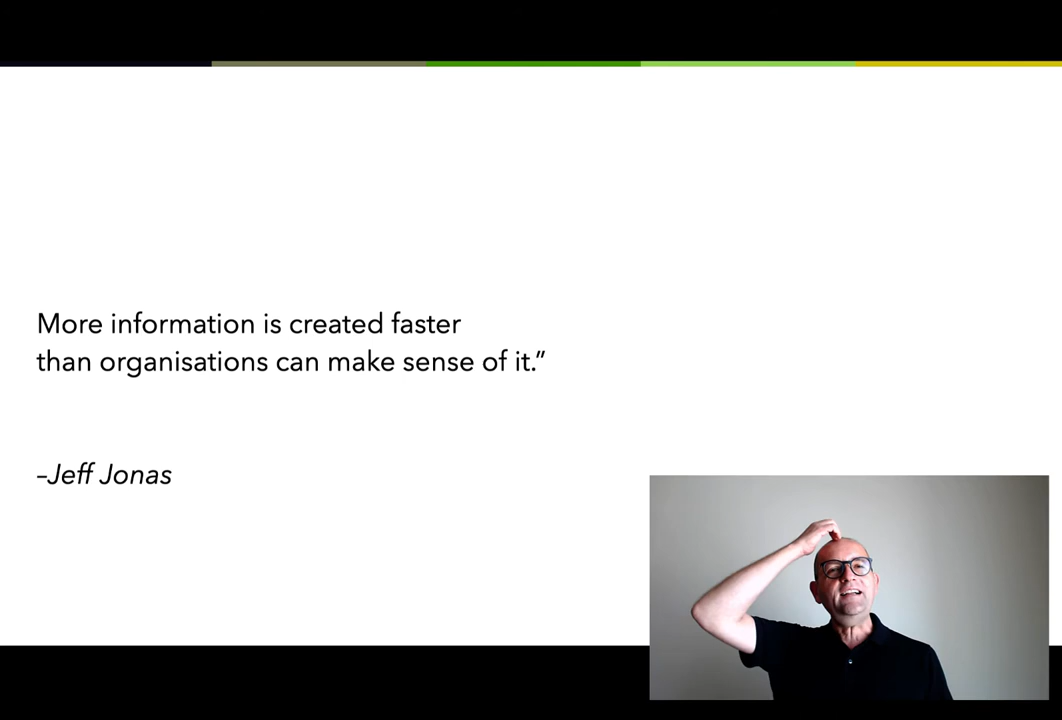 More information is created faster
than organisations can make sense of it.”
–Jeff Jonas